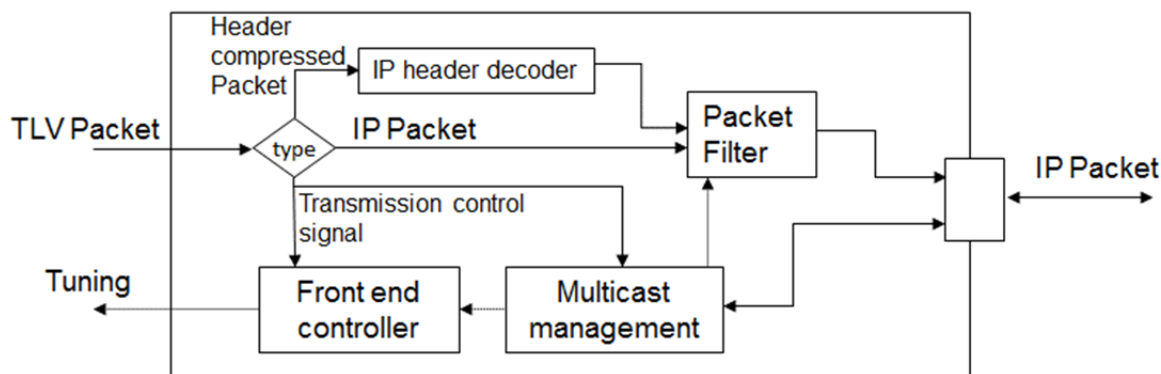 Header
compressed
Packet
IP header decoder
TLV Packet
type
IP Packet
Packet
Filter
IP Packet
Transmission control
signal
Tuning
Front end
controller
Multicast
management